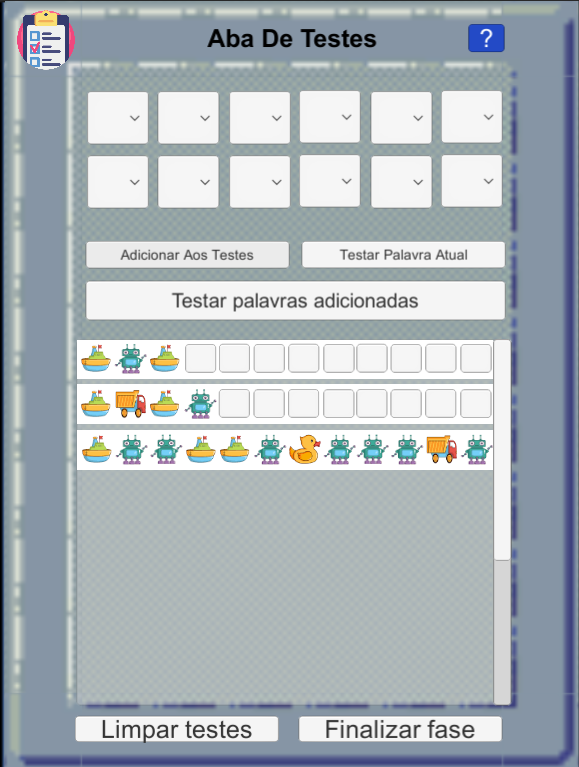 Aba De Testes
?
Adicionar Aos Testes
Testar Palavra Atual
Testar palavras adicionadas
Limpar testes
Finalizar fase